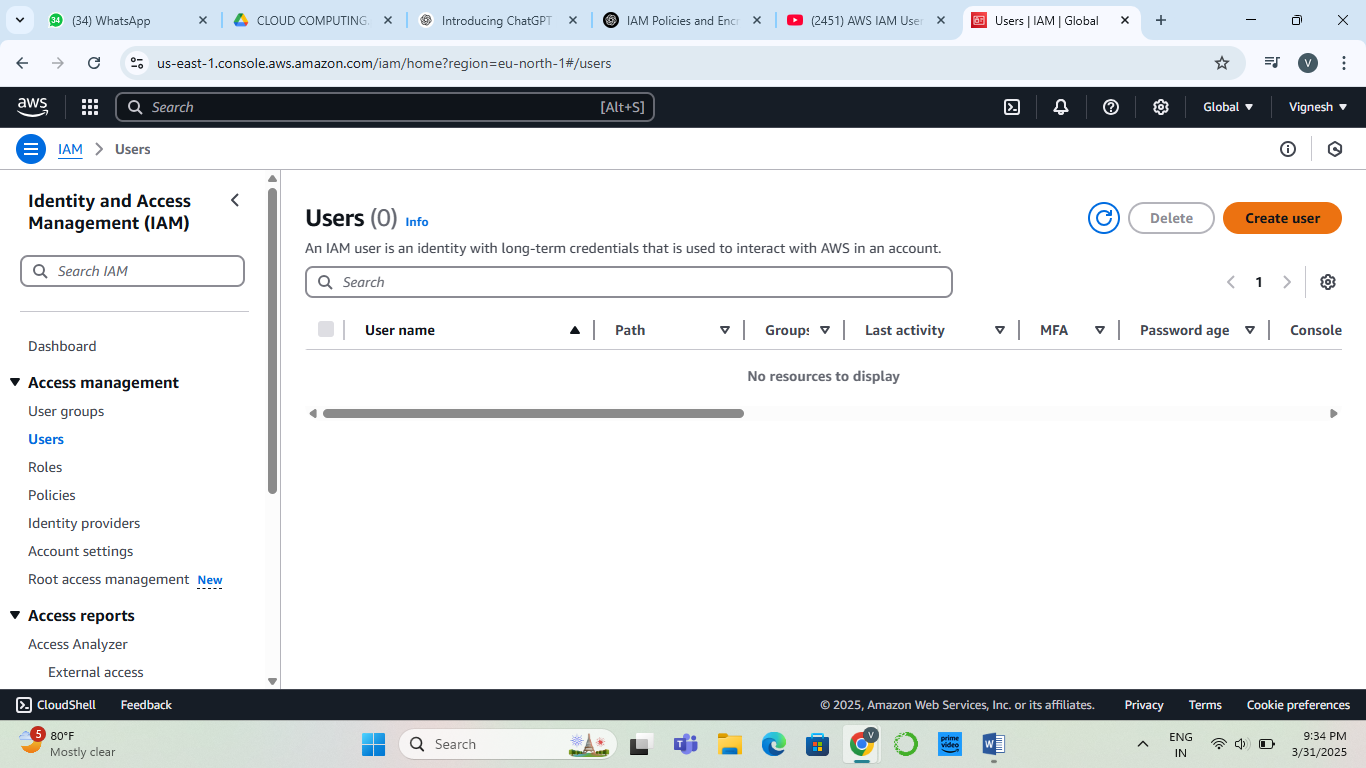 (34) WhatsApp
CLOUD COMPUTING.
Introducing ChatGPT
IAM Policies and Encr
(2451) AWS IAM User
Users | IAM | Global
us-east-1.console.aws.amazon.com/iam/home?region=eu-north-1#/users
V
aws
Search [Alt+S]
Global
Vignesh
IAM > Users
Identity and Access
Management (IAM)
Search IAM
Dashboard
Access management
User groups
Users
Roles
Policies
Identity providers
Account settings
Root access management New
Access reports
Access Analyzer
External access
Users (0) Info
Delete
Create user
An IAM user is an identity with long-term credentials that is used to interact with AWS in an account.
Search
1
User name Path Groups Last activity MFA Password age Console
No resources to display
CloudShell Feedback © 2025, Amazon Web Services, Inc. or its affiliates. Privacy Terms Cookie preferences
5
80°F
Mostly clear
Search
V
prime
video
ENG
IN
9:34 PM
3/31/2025